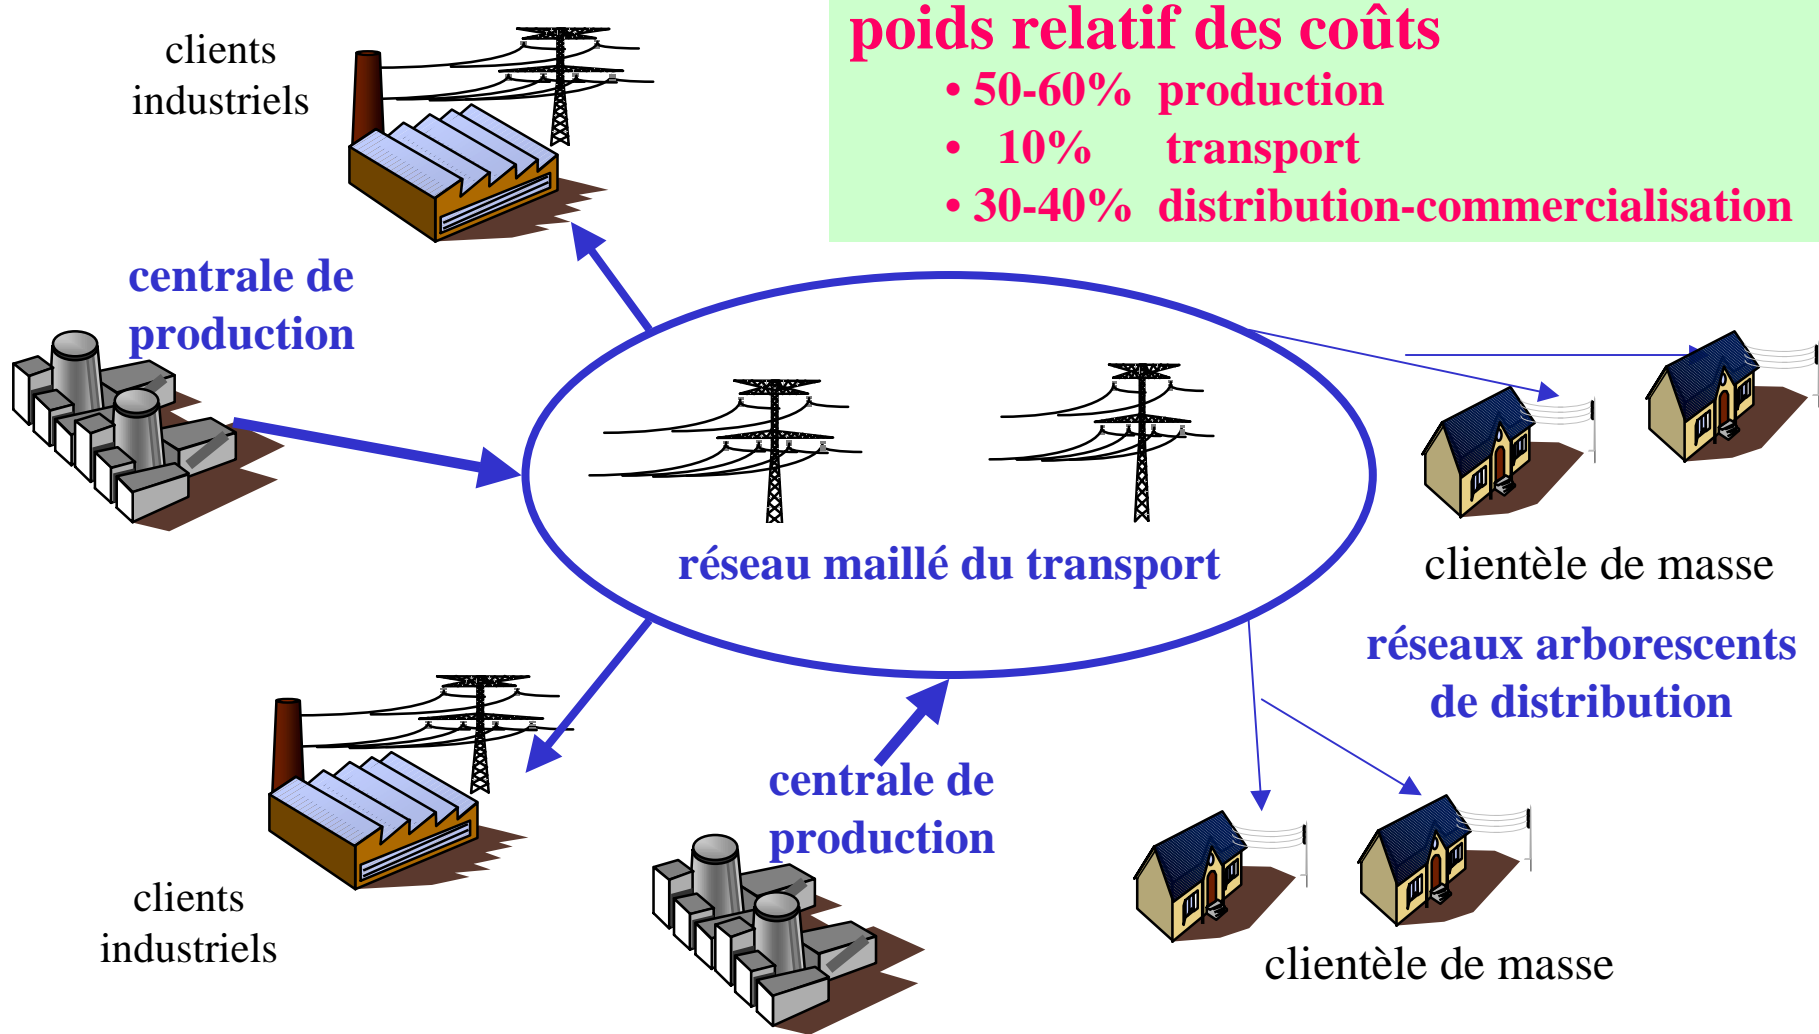 clients
industriels
poids relatif des coûts
• 50-60% production
• 10% transport
• 30-40% distribution-commercialisation
centrale de
production
réseau maillé du transport
clientèle de masse
réseaux arborescents
de distribution
centrale de
production
clients
industriels
clientèle de masse